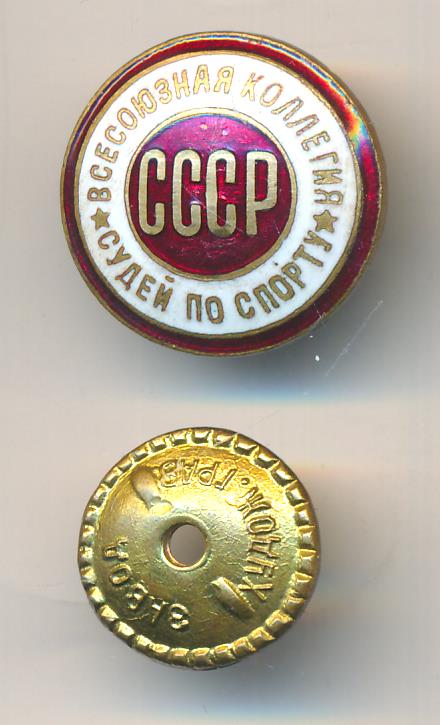 ВСЕСОЮЗНАЯ КОЛЛЕГИЯ
СУДЕЙ ПО СПОРТУ
СССР
ХУДОЖ·ГРАВ
ЗАВОД